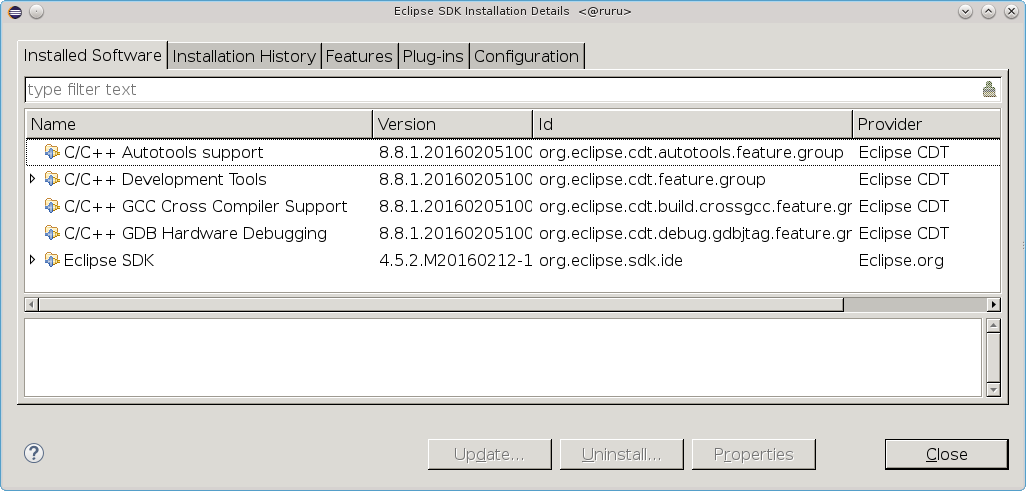 Eclipse SDK Installation Details <@ruru>
Installed Software Installation History Features Plug-ins Configuration
type filter text
Name Version Id Provider
C/C++ Autotools support 8.8.1.20160205100 org.eclipse.cdt.autotools.feature.group Eclipse CDT
C/C++ Development Tools 8.8.1.20160205100 org.eclipse.cdt.feature.group Eclipse CDT
C/C++ GCC Cross Compiler Support 8.8.1.20160205100 org.eclipse.cdt.build.crossgcc.feature.gr Eclipse CDT
C/C++ GDB Hardware Debugging 8.8.1.20160205100 org.eclipse.cdt.debug.gdbjtag.feature.gr Eclipse CDT
Eclipse SDK 4.5.2.M20160212-1 org.eclipse.sdk.ide Eclipse.org
? Update... Uninstall... Properties Close